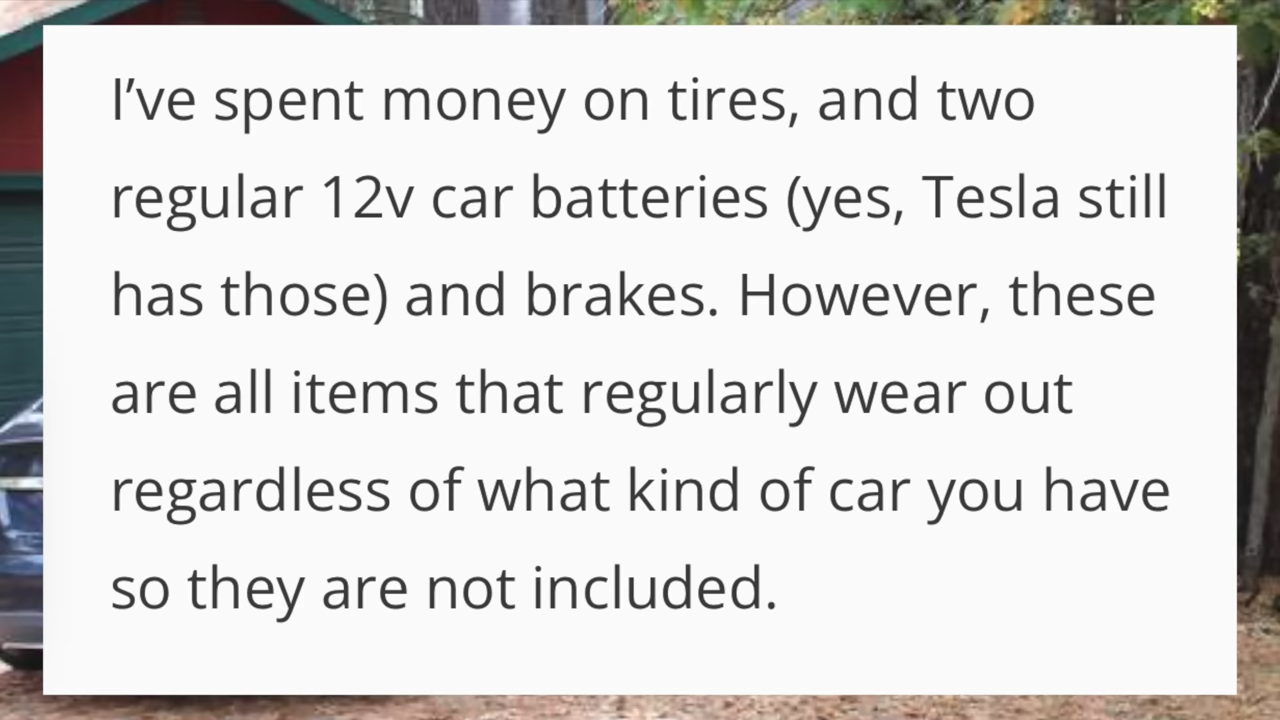 I’ve spent money on tires, and two
regular 12v car batteries (yes, Tesla still
has those) and brakes. However, these
are all items that regularly wear out
regardless of what kind of car you have
so they are not included.